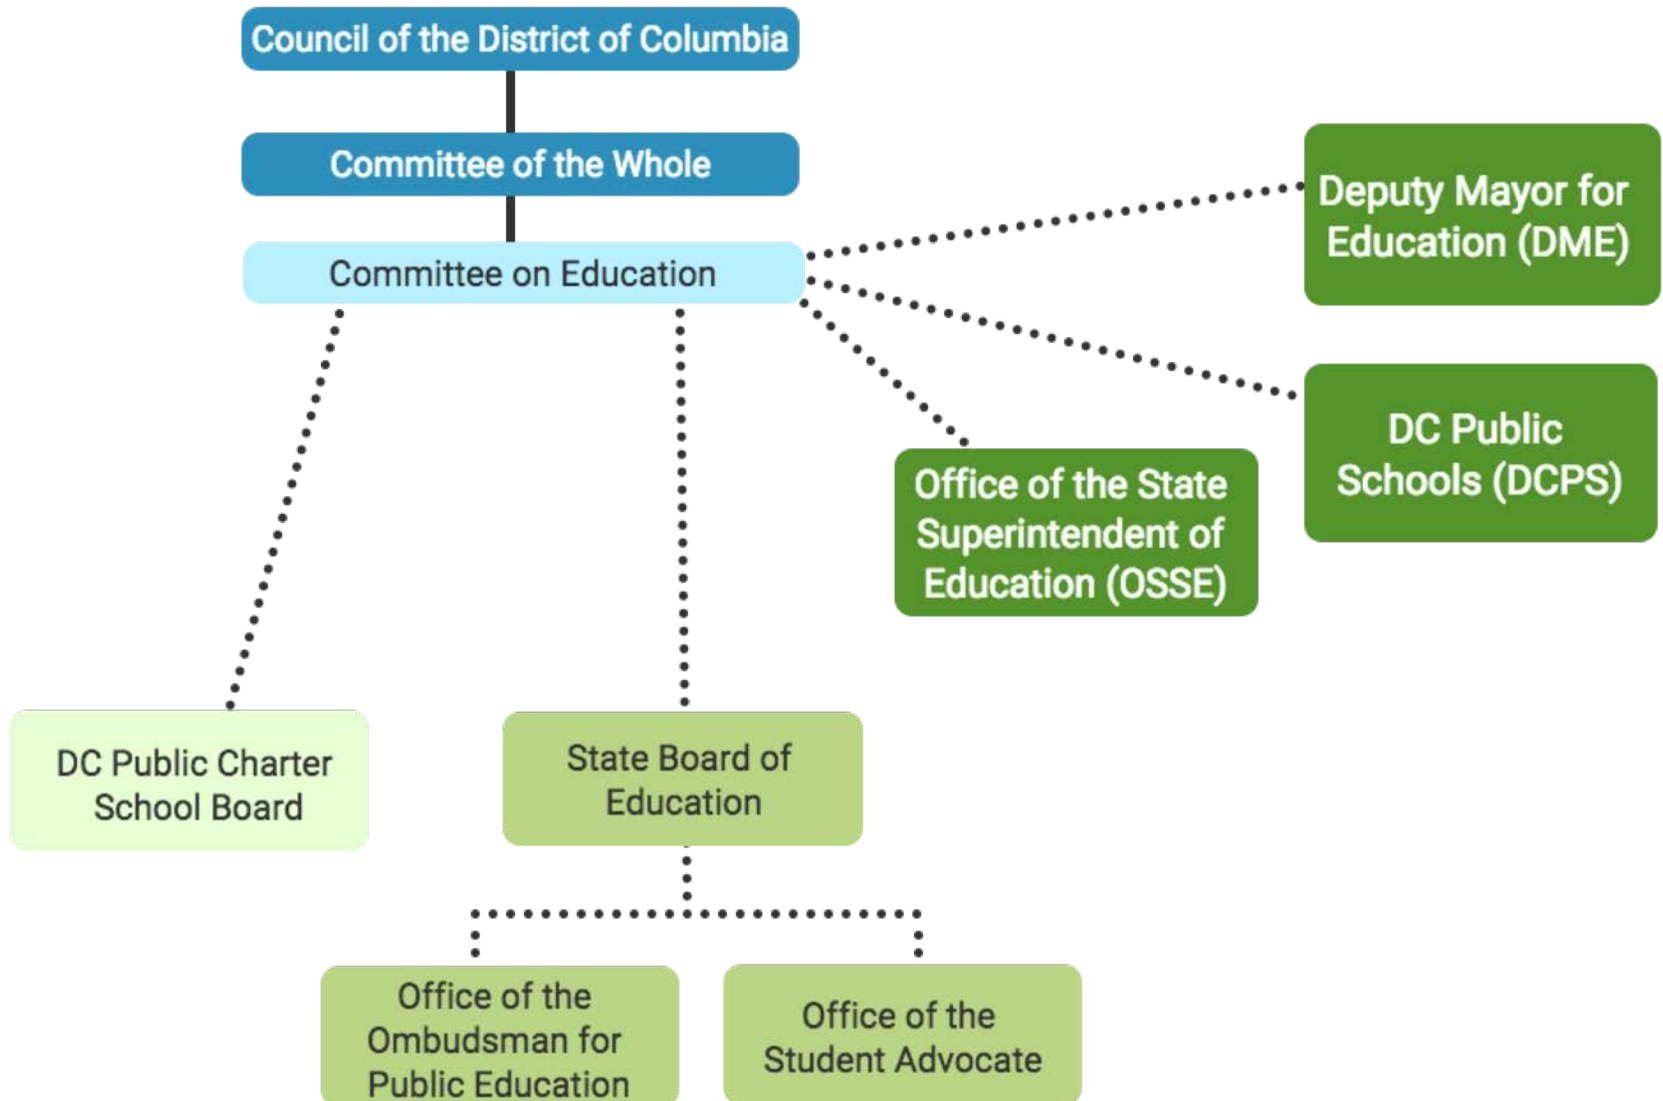 Council of the District of Columbia
Committee of the Whole
Committee on Education
Deputy Mayor for
Education (DME)
DC Public
Schools (DCPS)
Office of the State
Superintendent of
Education (OSSE)
DC Public Charter
School Board
State Board of
Education
Office of the
Ombudsman for
Public Education
Office of the
Student Advocate